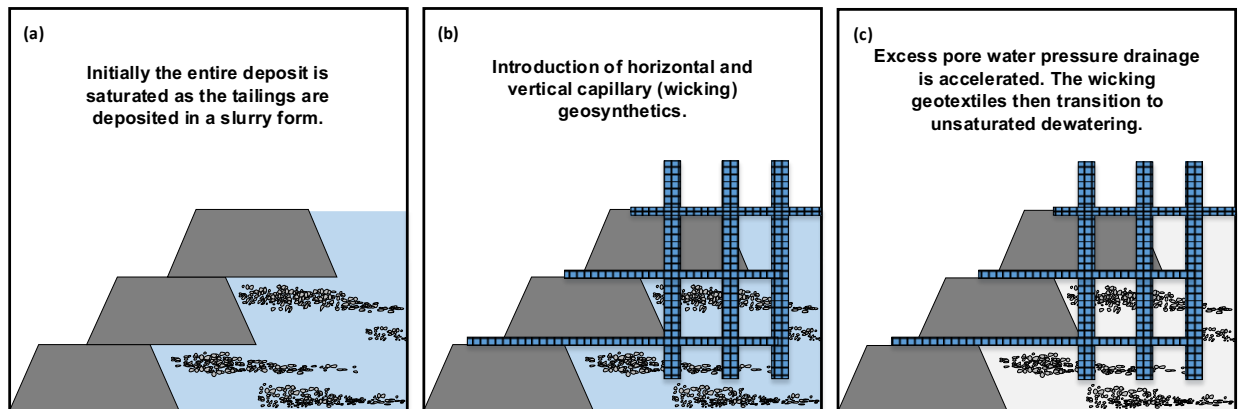 (a)
Initially the entire deposit is
saturated as the tailings are
deposited in a slurry form.
(b)
Introduction of horizontal and
vertical capillary (wicking)
geosynthetics.
(c)
Excess pore water pressure drainage
is accelerated. The wicking
geotextiles then transition to
unsaturated dewatering.